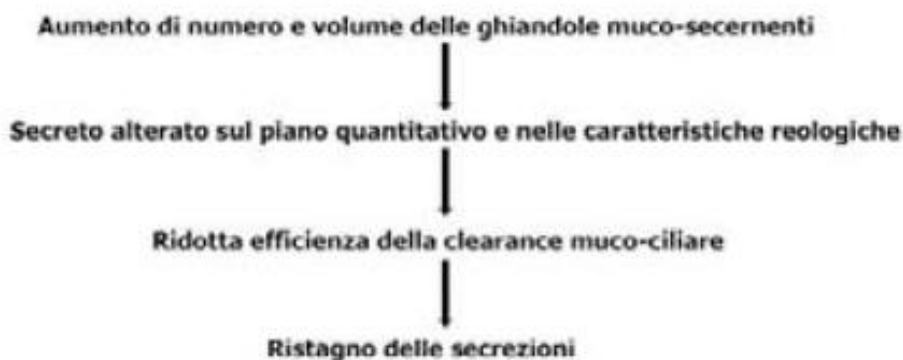 Aumento di numero e volume delle ghiandole muco-secernenti
Secreto alterato sul piano quantitativo e nelle caratteristiche reologiche
Ridotta efficienza della clearance muco-ciliare
Ristagno delle secrezioni